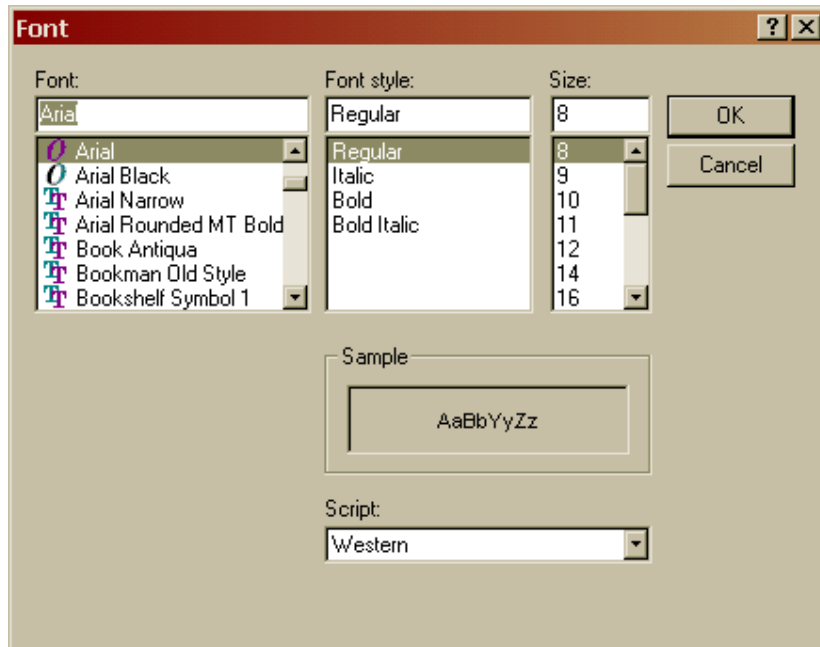 Font
Font:
Arial
Arial
Arial Black
Arial Narrow
Arial Rounded MT Bold
Book Antiqua
Bookman Old Style
Bookshelf Symbol 1
Font style:
Regular
Regular
Italic
Bold
Bold Italic
Size:
8
8
9
10
11
12
14
16
OK
Cancel
Sample
AaBbYyZz
Script:
Western